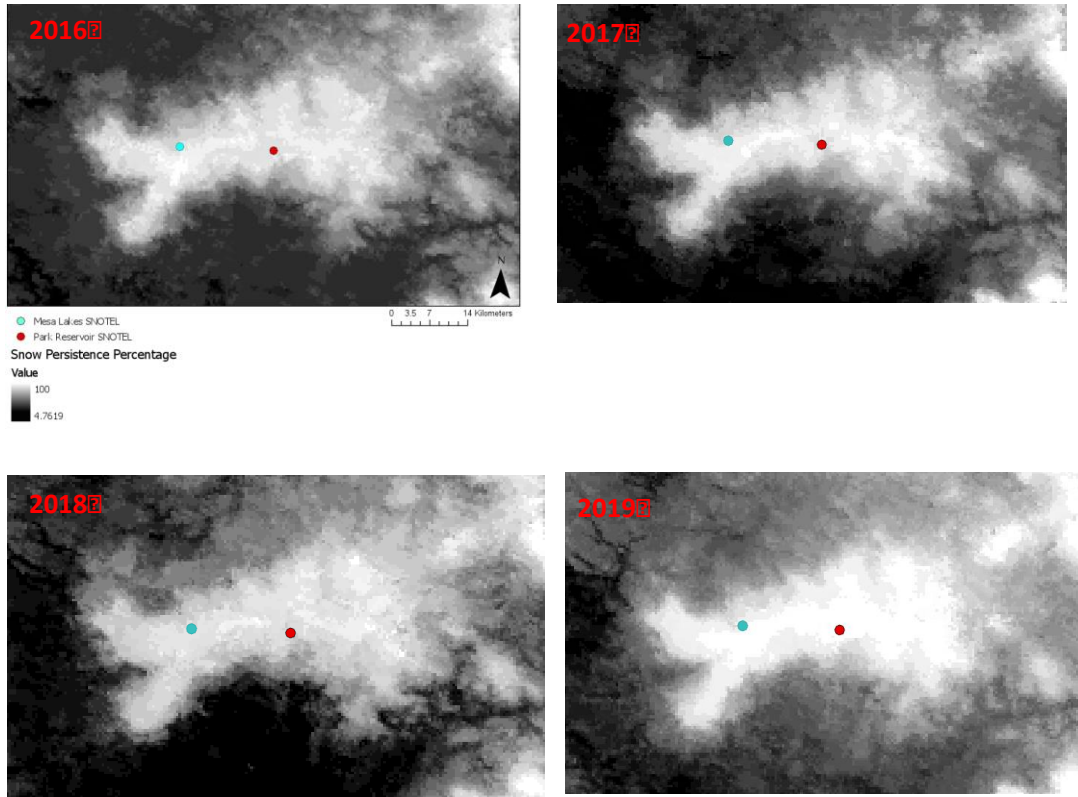 2016
2017
N
0 3.5 7 14 Kilometers
Mesa Lakes SNOTEL
Park Reservoir SNOTEL
Snow Persistence Percentage
Value
100
4.7619
2018
2019